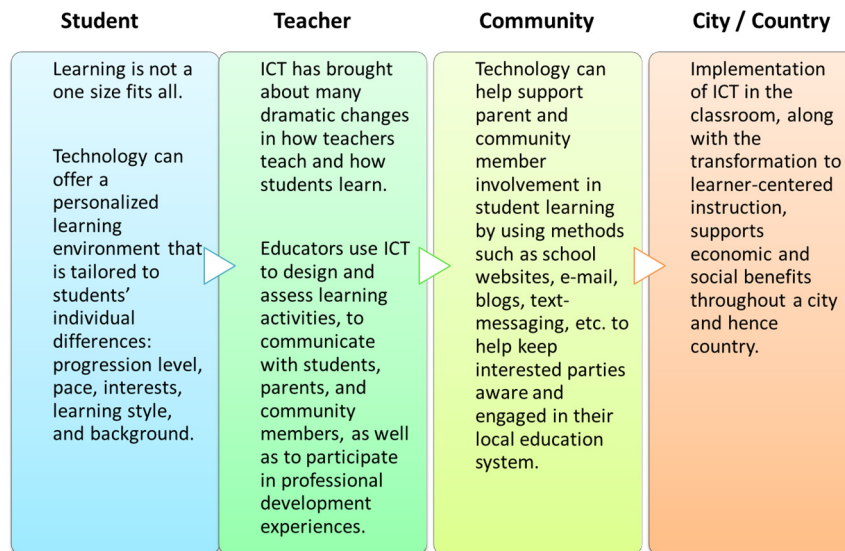 Student
Learning is not a
one size fits all.
Technology can
offer a
personalized
learning
environment that
is tailored to
students’
individual
differences:
progression level,
pace, interests,
learning style,
and background.
Teacher
ICT has brought
about many
dramatic changes
in how teachers
teach and how
students learn.
Educators use ICT
to design and
assess learning
activities, to
communicate
with students,
parents, and
community
members, as well
as to participate
in professional
development
experiences.
Community
Technology can
help support
parent and
community
member
involvement in
student learning
by using methods
such as school
websites, e-mail,
blogs, text-
messaging, etc. to
help keep
interested parties
aware and
engaged in their
local education
system.
City / Country
Implementation
of ICT in the
classroom, along
with the
transformation to
learner-centered
instruction,
supports
economic and
social benefits
throughout a city
and hence
country.